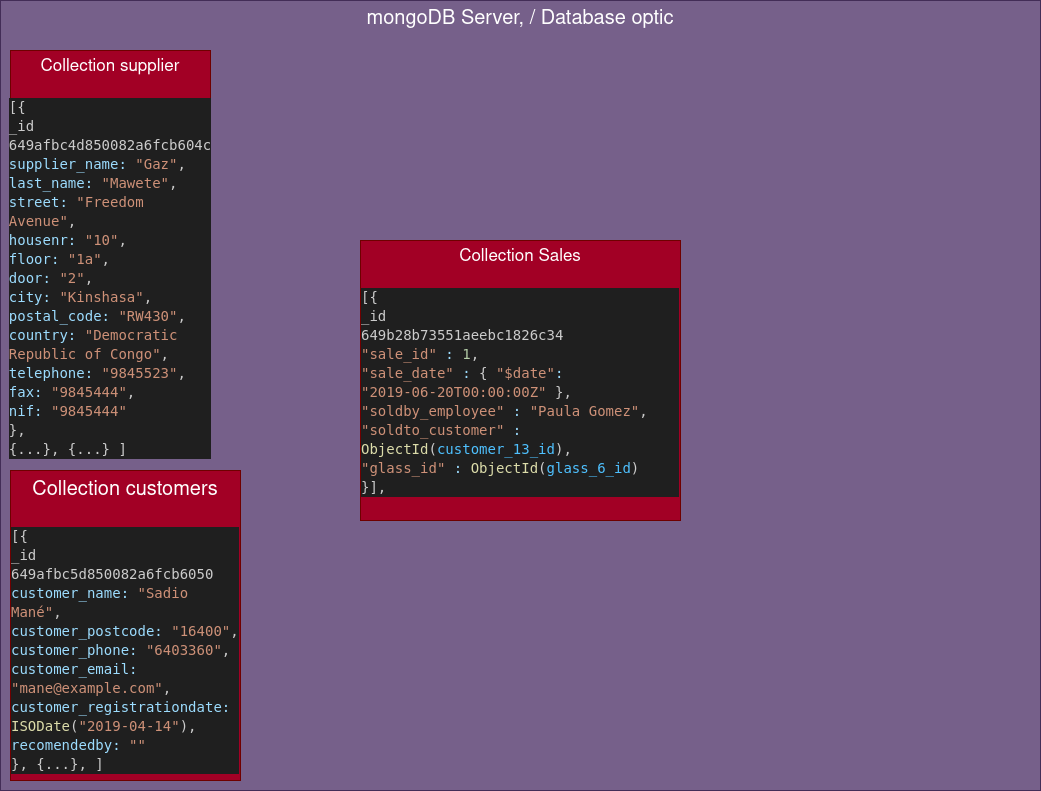 mongoDB Server, / Database optic
Collection supplier
[{
_id
649afbc4d850082a6fcb604c
supplier_name: "Gaz",
last_name: "Mawete",
street: "Freedom
Avenue",
housenr: "10",
floor: "1a",
door: "2",
city: "Kinshasa",
postal_code: "RW430",
country: "Democratic
Republic of Congo",
telephone: "9845523",
fax: "9845444",
nif: "9845444"
},
{...}, {...} ]
Collection customers
[{
_id
649afbc5d850082a6fcb6050
customer_name: "Sadio
Mané",
customer_postcode: "16400",
customer_phone: "6403360",
customer_email:
"mane@example.com",
customer_registrationdate:
ISODate("2019-04-14"),
recomendedby: ""
}, {...}, ]
Collection Sales
[{
_id
649b28b73551aeebc1826c34
"sale_id" : 1,
"sale_date" : { "$date":
"2019-06-20T00:00:00Z" },
"soldby_employee" : "Paula Gomez",
"soldto_customer" :
ObjectId(customer_13_id),
"glass_id" : ObjectId(glass_6_id)
}],